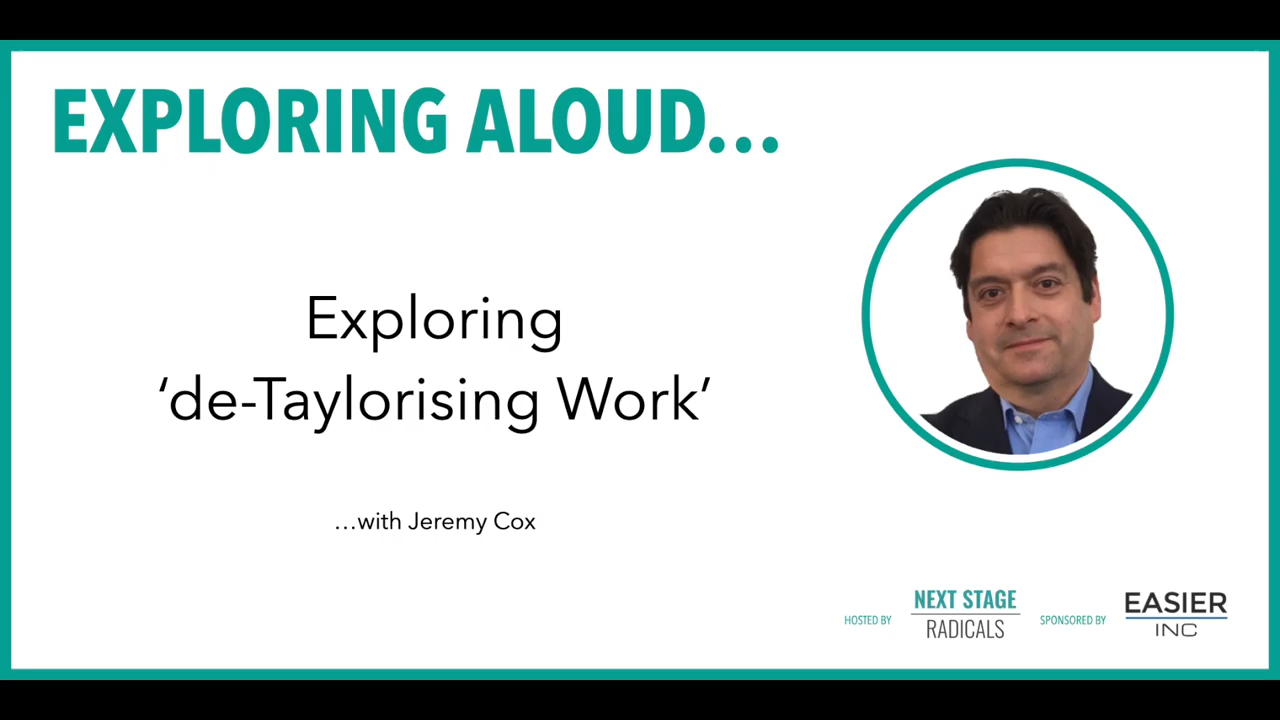 EXPLORING ALOUD...
Exploring
‘de-Taylorising Work’
...with Jeremy Cox
HOSTED BY
NEXT STAGE
RADICALS
SPONSORED BY
EASIER
INC